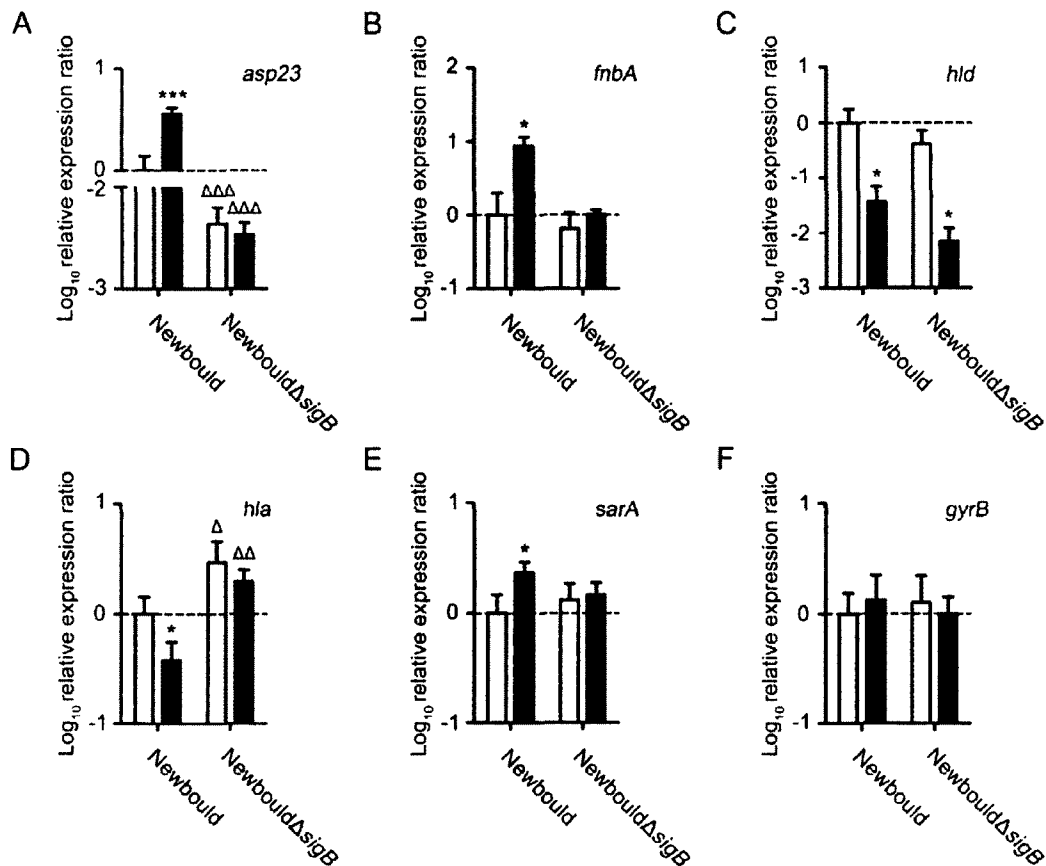 A
B
C
Log₁₀ relative expression ratio
asp23
1
0
-2
-3
***
ΔΔΔ
ΔΔΔ
Newbould
NewbouldΔsigB
Log₁₀ relative expression ratio
fnbA
2
1
0
-1
*
Newbould
NewbouldΔsigB
Log₁₀ relative expression ratio
hld
1
0
-1
-2
-3
*
*
Newbould
NewbouldΔsigB
D
E
F
Log₁₀ relative expression ratio
hla
1
0
-1
*
Δ
ΔΔ
Newbould
NewbouldΔsigB
Log₁₀ relative expression ratio
sarA
1
0
-1
*
Newbould
NewbouldΔsigB
Log₁₀ relative expression ratio
gyrB
1
0
-1
Newbould
NewbouldΔsigB